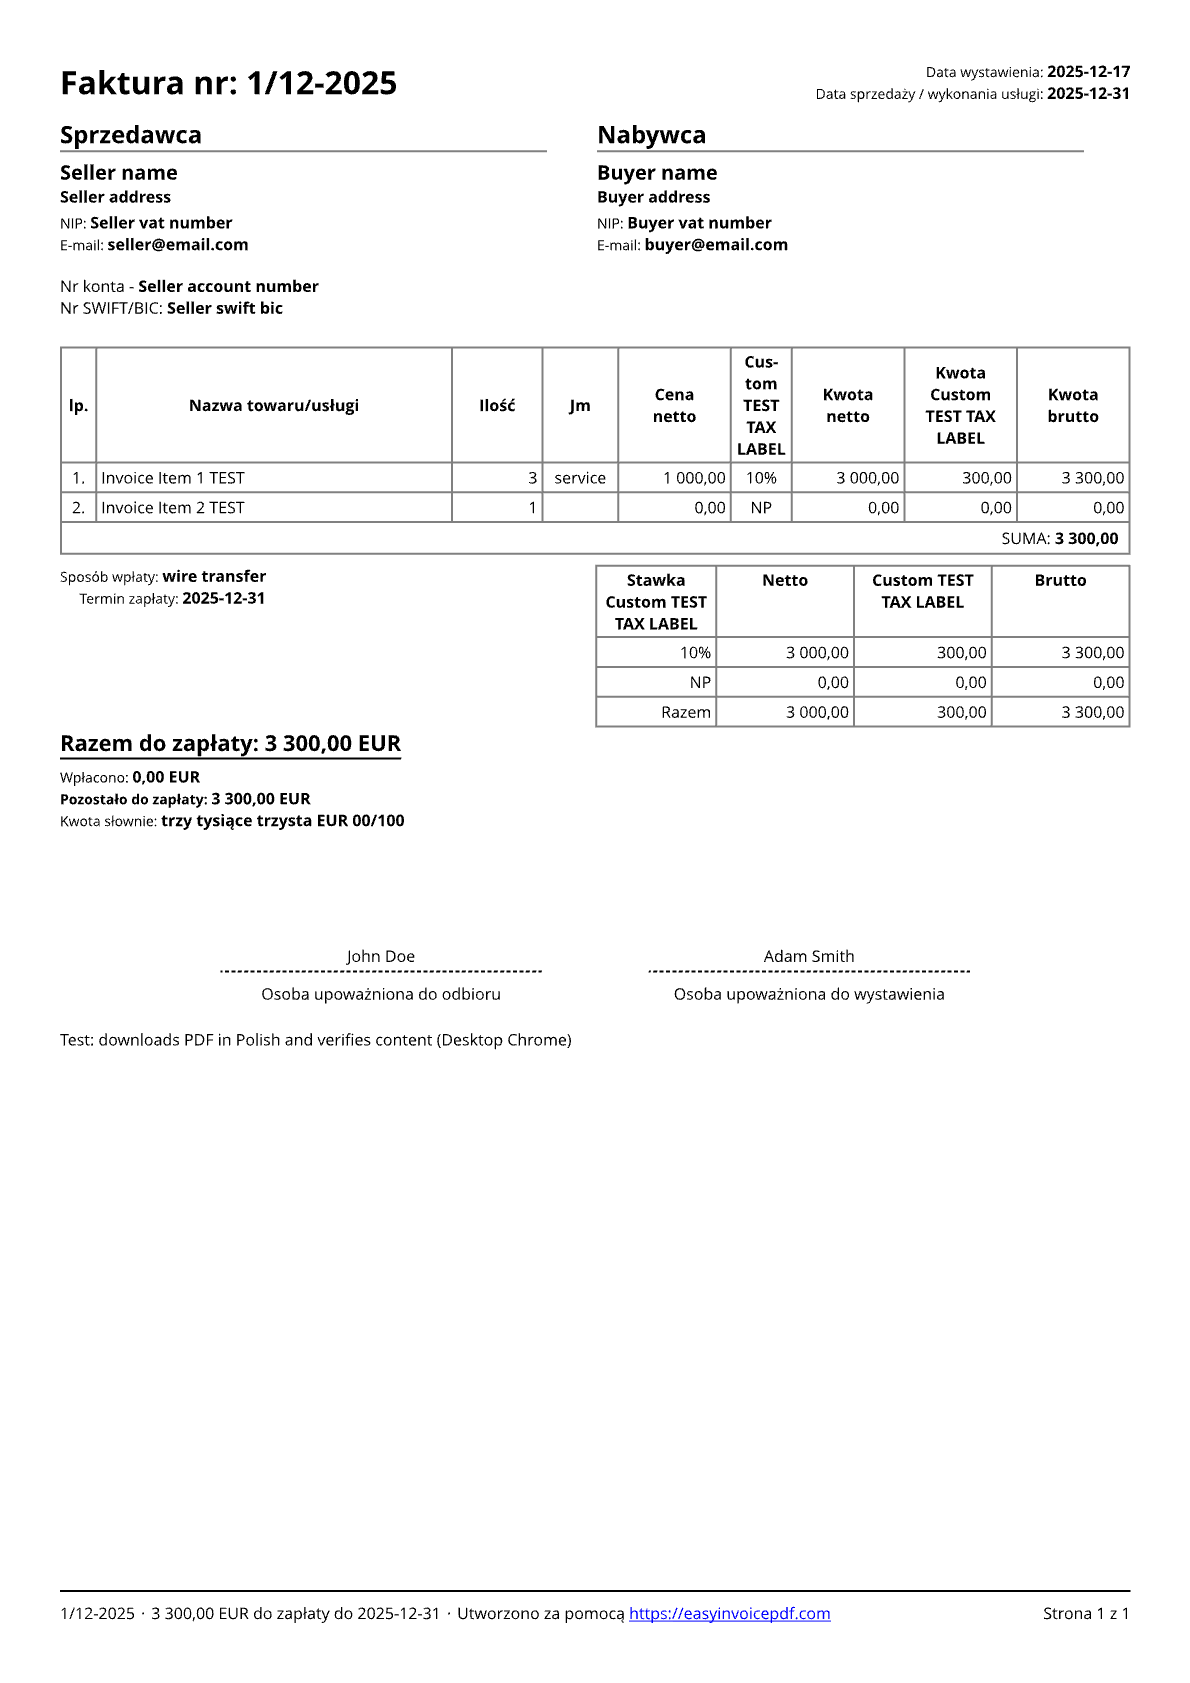 Faktura nr: 1/12-2025
Data wystawienia: 2025-12-17
Data sprzedaży / wykonania usługi: 2025-12-31
Sprzedawca
Seller name
Seller address
NIP: Seller vat number
E-mail: seller@email.com
Nr konta - Seller account number
Nr SWIFT/BIC: Seller swift bic
Nabywca
Buyer name
Buyer address
NIP: Buyer vat number
E-mail: buyer@email.com
lp. Nazwa towaru/usługi Ilość Jm Cena netto Cus-tom TEST TAX LABEL Kwota netto Kwota Custom TEST TAX LABEL Kwota brutto
1. Invoice Item 1 TEST 3 service 1 000,00 10% 3 000,00 300,00 3 300,00
2. Invoice Item 2 TEST 1 0,00 NP 0,00 0,00 0,00
SUMA: 3 300,00
Sposób wpłaty: wire transfer
Termin zapłaty: 2025-12-31
Stawka Custom TEST TAX LABEL Netto Custom TEST TAX LABEL Brutto
10% 3 000,00 300,00 3 300,00
NP 0,00 0,00 0,00
Razem 3 000,00 300,00 3 300,00
Razem do zapłaty: 3 300,00 EUR
Wpłacono: 0,00 EUR
Pozostało do zapłaty: 3 300,00 EUR
Kwota słownie: trzy tysiące trzysta EUR 00/100
John Doe
Osoba upoważniona do odbioru
Adam Smith
Osoba upoważniona do wystawienia
Test: downloads PDF in Polish and verifies content (Desktop Chrome)
1/12-2025 · 3 300,00 EUR do zapłaty do 2025-12-31 · Utworzono za pomocą https://easyinvoicepdf.com
Strona 1 z 1